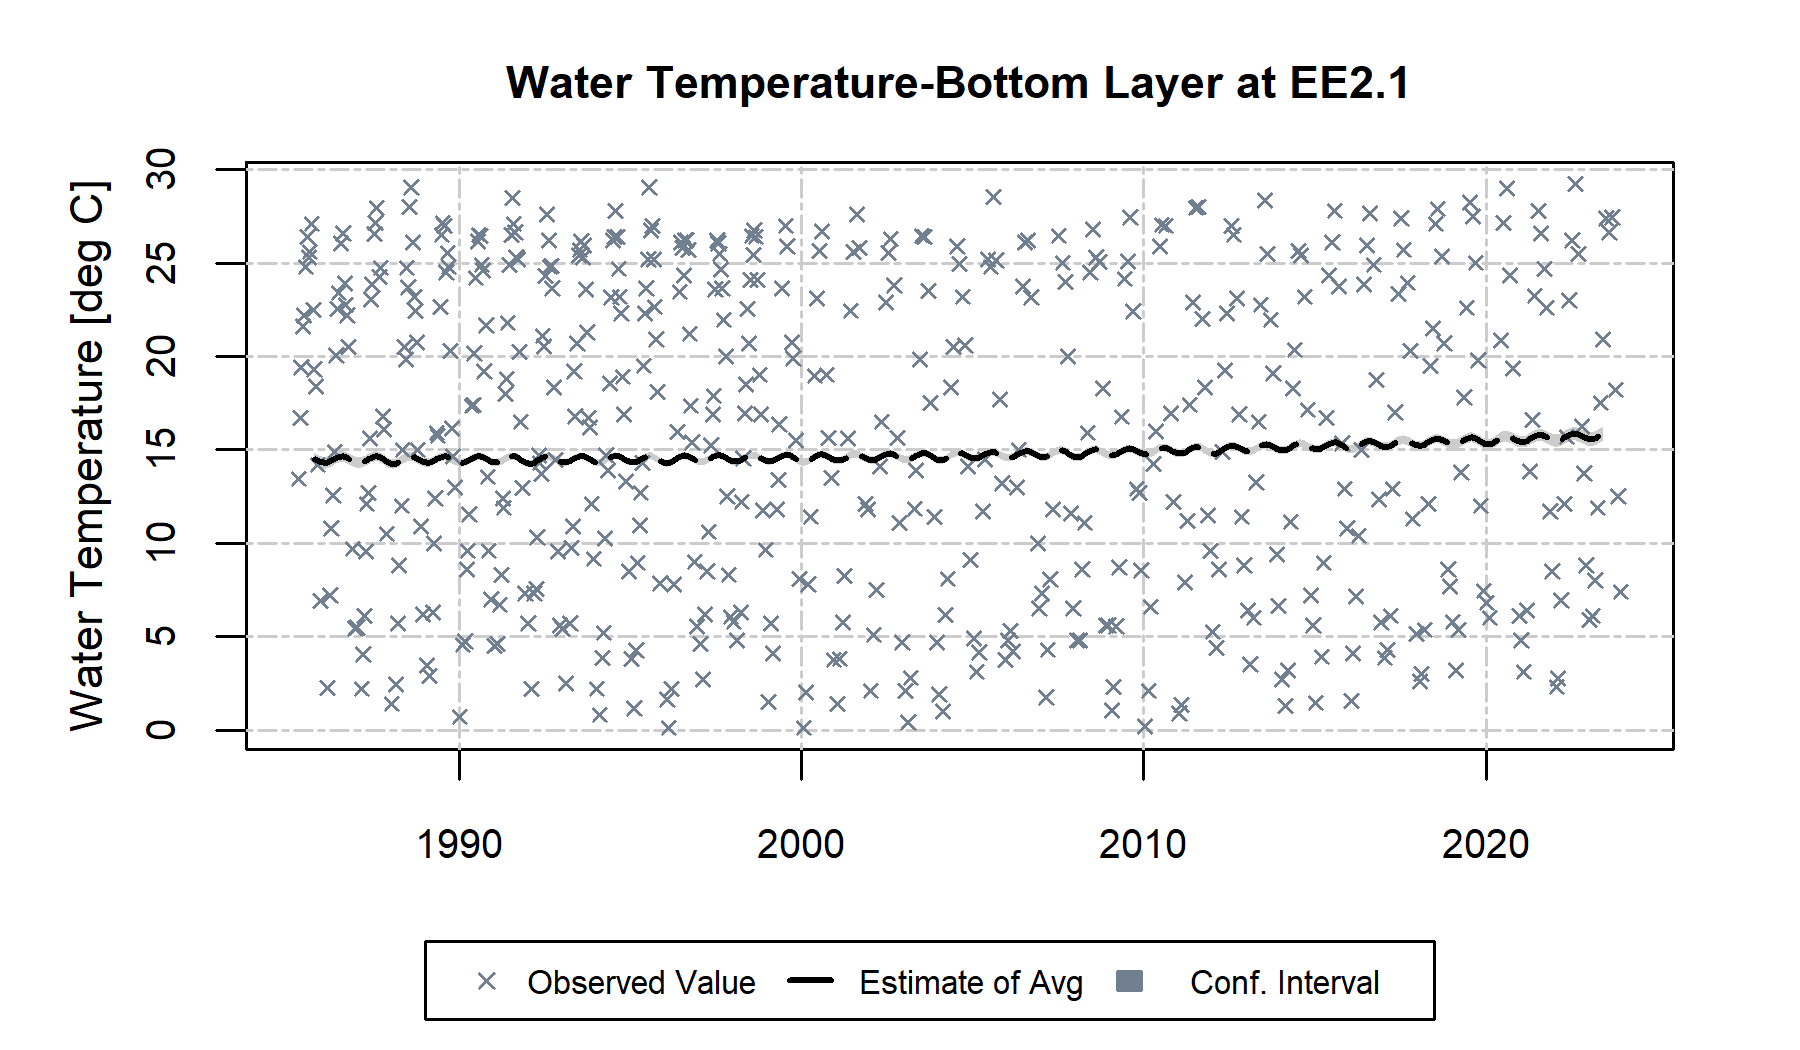 Water Temperature-Bottom Layer at EE2.1
Water Temperature [deg C]
30
25
20
15
10
5
0
1990 2000 2010 2020
Observed Value Estimate of Avg Conf. Interval